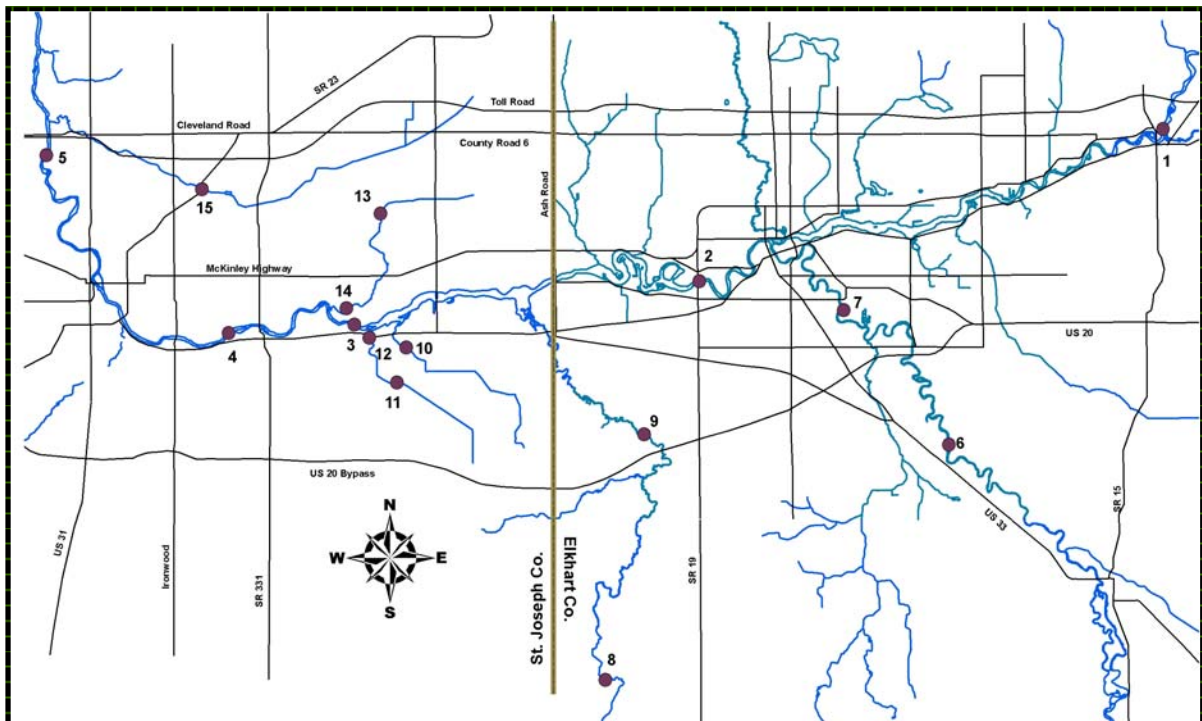 SR 23
Toll Road
Cleveland Road
County Road 6
5
1
15
13
Ash Road
2
McKinley Highway
14
7
3
4
12
10
US 20
11
9
6
US 20 Bypass
US 31
Ironwood
SR 331
N
W
E
S
St. Joseph Co.
Elkhart Co.
SR 19
US 33
SR 15
8